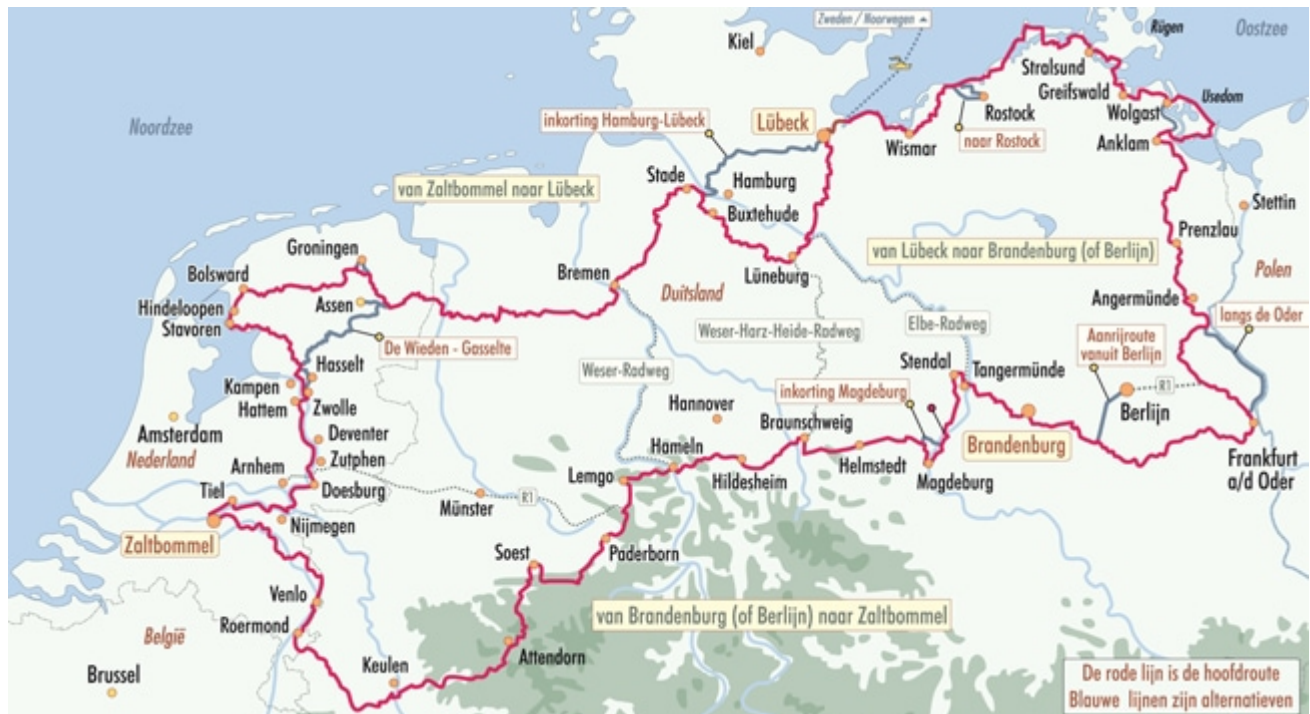 Zweden / Noorwegen
Kiel
Rügen
Oostzee
Noordzee
Stralsund
Greifswald
Usedom
Wolgast
Rostock
inkorting Hamburg-Lübeck
Lübeck
Wismar
naar Rostock
Anklam
Stade
Hamburg
van Zaltbommel naar Lübeck
Buxtehude
Stettin
Groningen
van Lübeck naar Brandenburg (of Berlijn)
Prenzlau
Lüneburg
Bolsward
Bremen
Duitsland
Polen
Assen
Angermünde
langs de Oder
Hindeloopen
Stavoren
Weser-Harz-Heide-Radweg
Elbe-Radweg
Aanrijroute
vanuit Berlijn
De Wieden - Gasselte
Stendal
Hasselt
Weser-Radweg
Tangermünde
Kampen
Hattem
Zwolle
inkorting Magdeburg
R1
Hannover
Berlijn
Amsterdam
Deventer
Braunschweig
Brandenburg
Nederland
Zutphen
Hameln
Arnhem
Lemgo
Helmstedt
Frankfurt
a/d Oder
Tiel
Doesburg
Hildesheim
Magdeburg
Münster
R1
Nijmegen
Zaltbommel
Soest
Paderborn
Venlo
van Brandenburg (of Berlijn) naar Zaltbommel
Roermond
België
Attendorn
Keulen
Brussel
De rode lijn is de hoofdroute
Blauwe lijnen zijn alternatieven